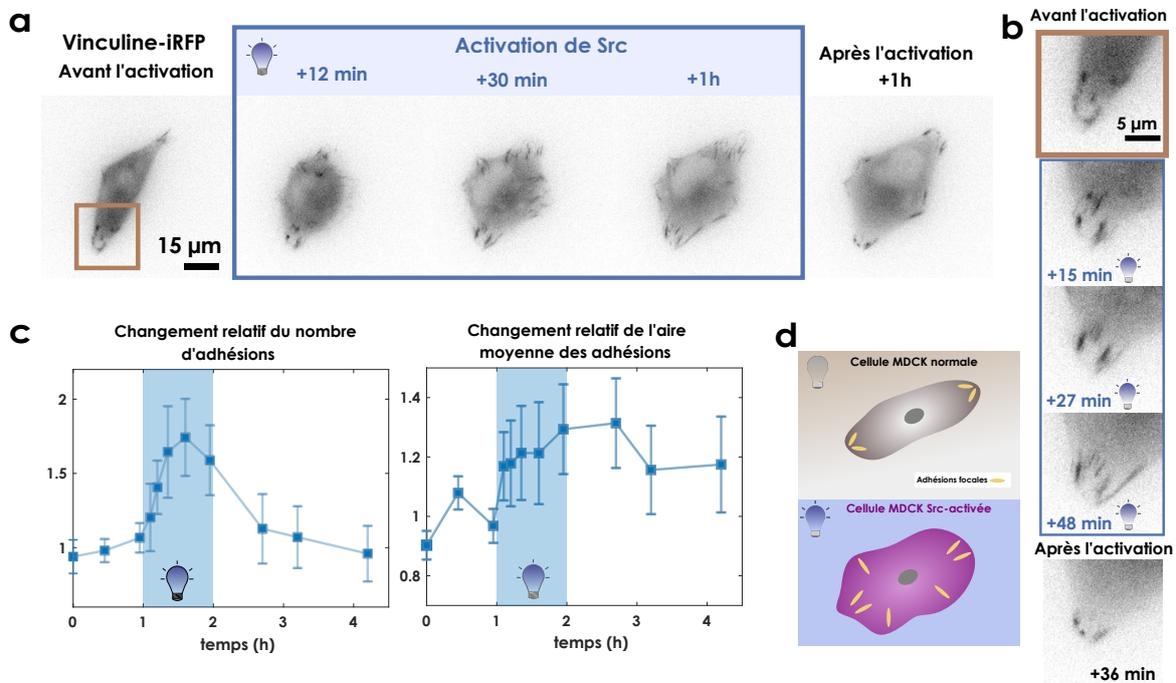 a
Vinculine-iRFP
Avant l'activation
Activation de Src
+12 min
+30 min
+1h
Après l'activation
+1h
15 µm
b
Avant l'activation
5 µm
+15 min
+27 min
+48 min
Après l'activation
+36 min
c
Changement relatif du nombre
d'adhésions
2
1.5
1
0
1
2
3
4
temps (h)
Changement relatif de l'aire
moyenne des adhésions
1.4
1.2
1
0.8
0
1
2
3
4
temps (h)
d
Cellule MDCK normale
Adhésions focales
Cellule MDCK Src-activée